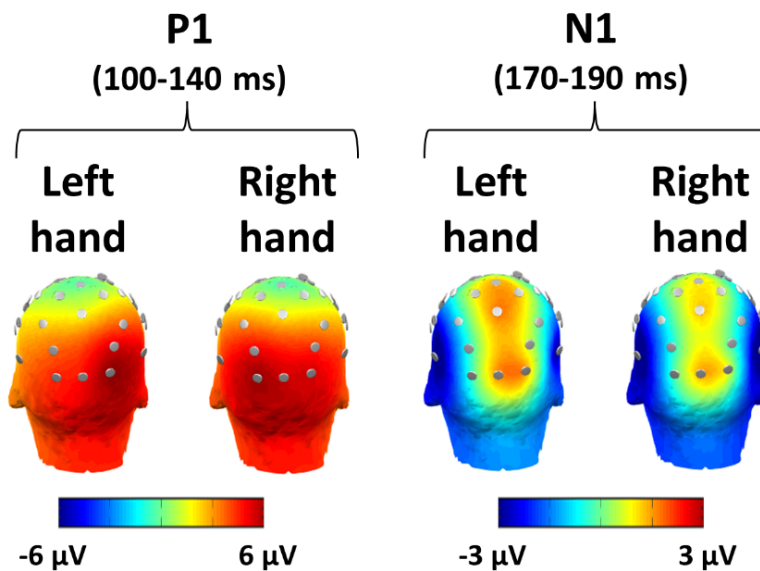 P1
(100-140 ms)
Left
hand
Right
hand
-6 µV
6 µV
N1
(170-190 ms)
Left
hand
Right
hand
-3 µV
3 µV